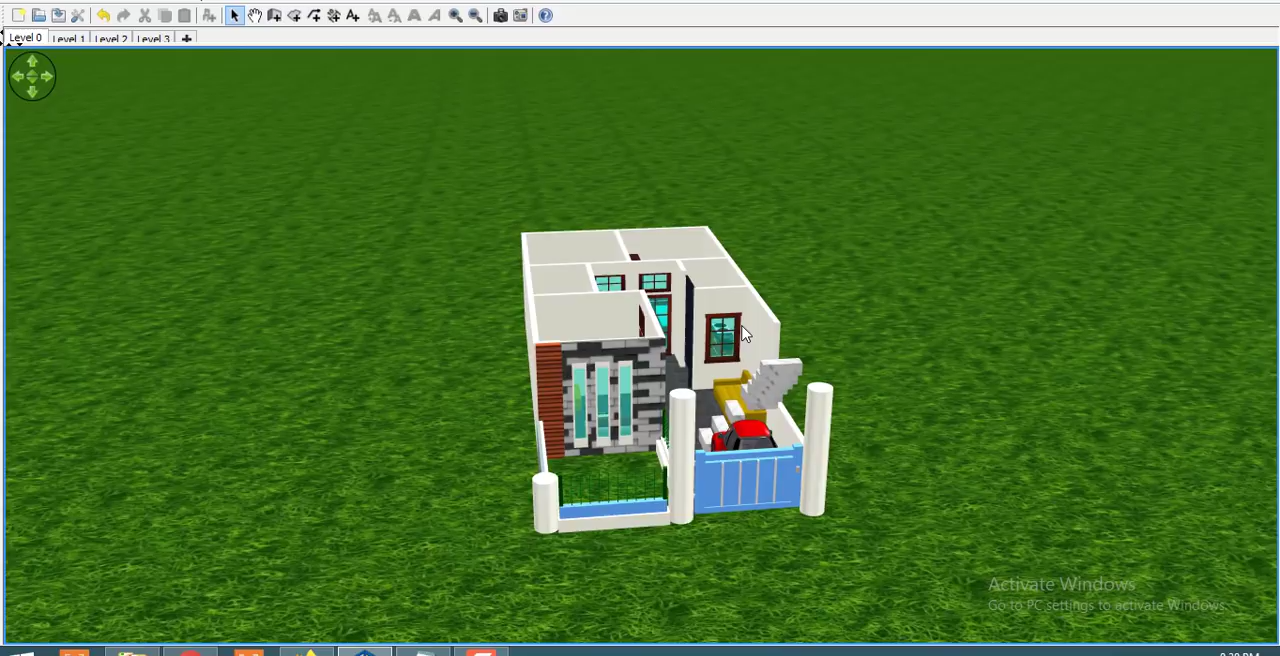 Level 0 Level 1 Level 2 Level 3
Activate Windows
Go to PC settings to activate Windows.